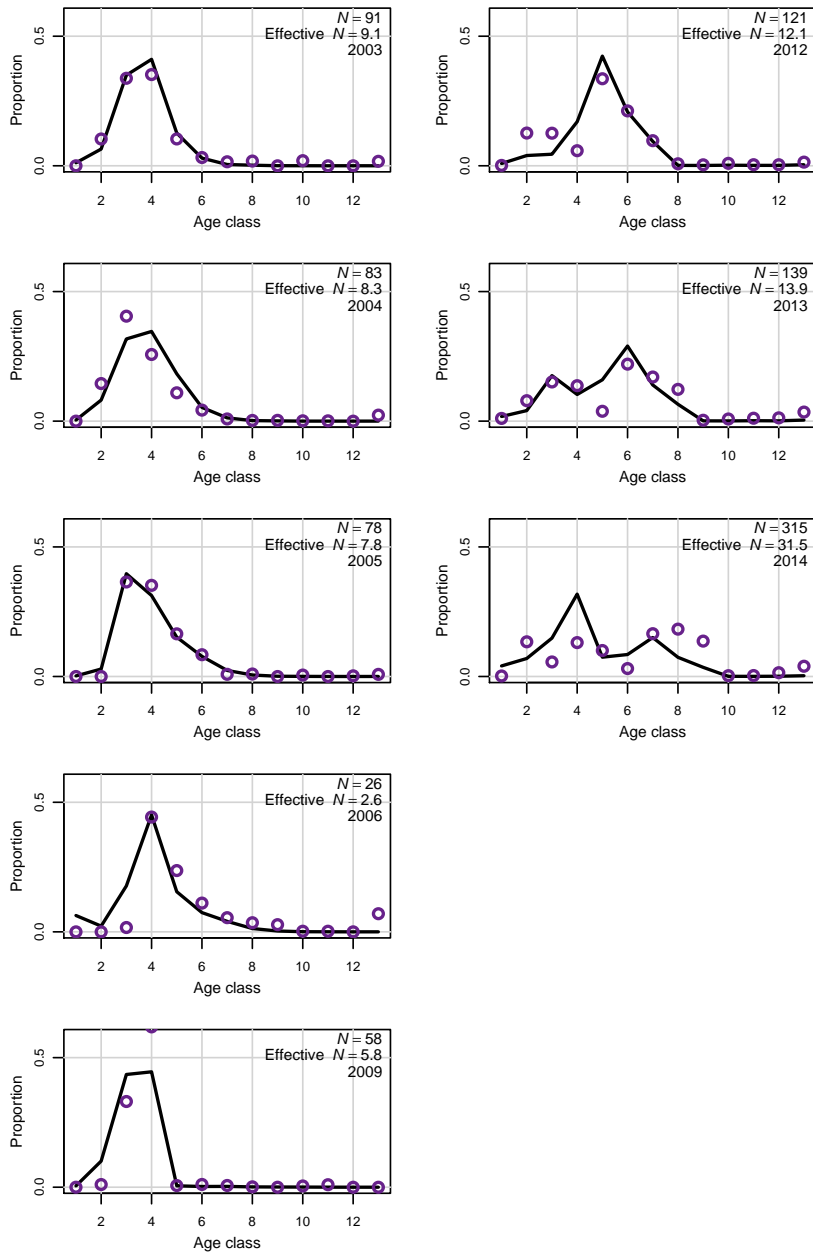 N = 91
Effective N = 9.1
2003
0.5
0.0
Proportion
2 4 6 8 10 12
Age class
N = 83
Effective N = 8.3
2004
0.5
0.0
Proportion
2 4 6 8 10 12
Age class
N = 78
Effective N = 7.8
2005
0.5
0.0
Proportion
2 4 6 8 10 12
Age class
N = 26
Effective N = 2.6
2006
0.5
0.0
Proportion
2 4 6 8 10 12
Age class
N = 58
Effective N = 5.8
2009
0.5
0.0
Proportion
2 4 6 8 10 12
Age class
N = 121
Effective N = 12.1
2012
0.5
0.0
Proportion
2 4 6 8 10 12
Age class
N = 139
Effective N = 13.9
2013
0.5
0.0
Proportion
2 4 6 8 10 12
Age class
N = 315
Effective N = 31.5
2014
0.5
0.0
Proportion
2 4 6 8 10 12
Age class